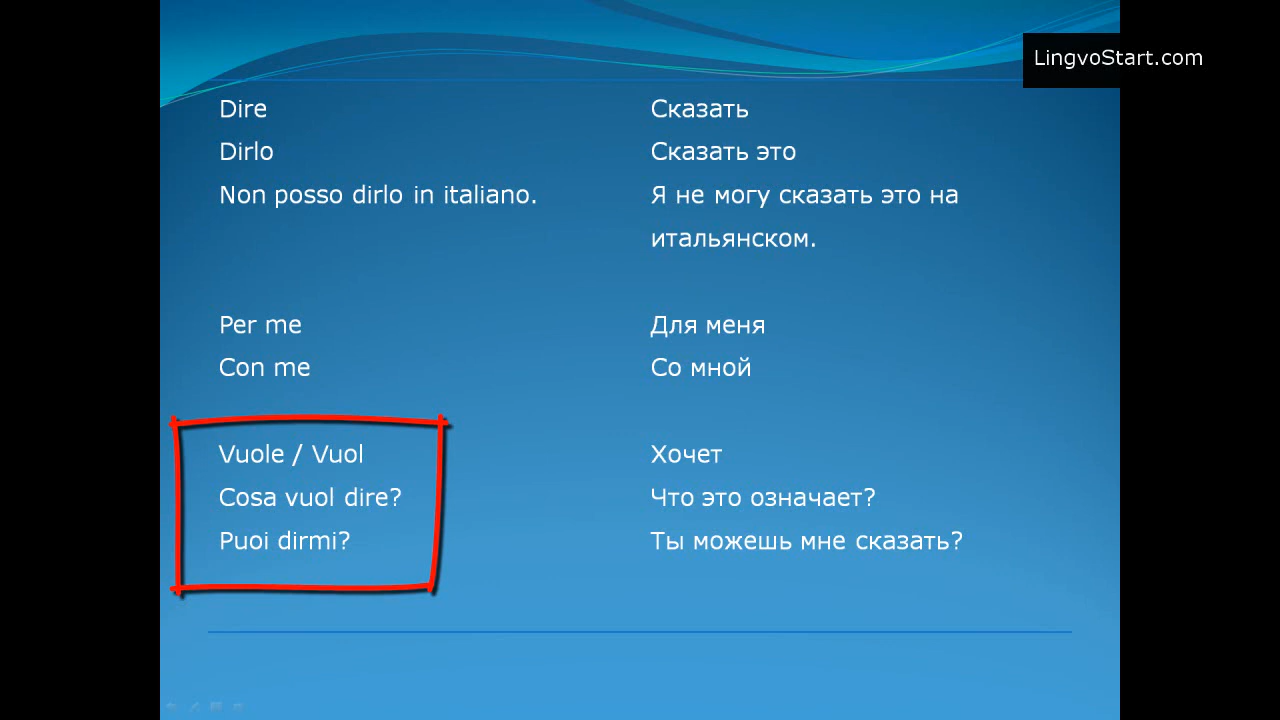 LingvoStart.com
Dire Сказать
Dirlo Сказать это
Non posso dirlo in italiano. Я не могу сказать это на
итальянском.
Per me Для меня
Con me Со мной
Vuole / Vuol Хочет
Cosa vuol dire? Что это означает?
Puoi dirmi? Ты можешь мне сказать?